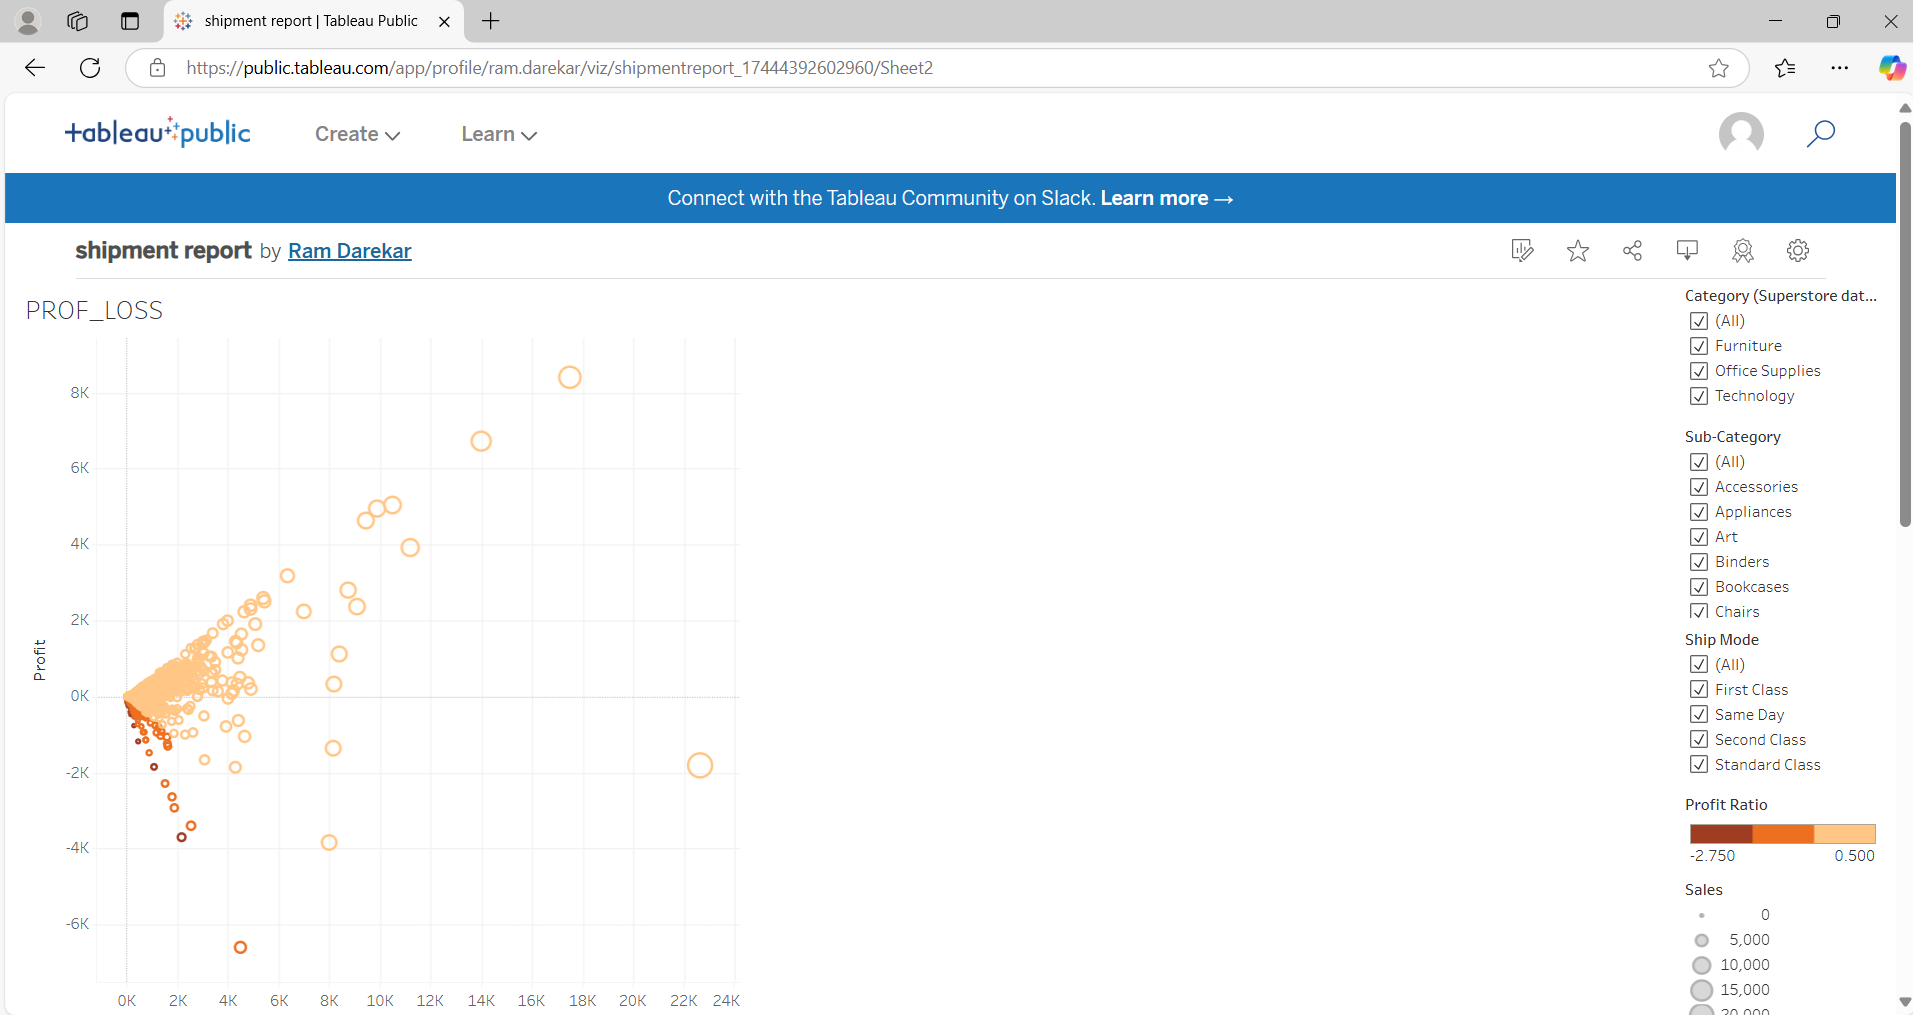 shipment report | Tableau Public
https://public.tableau.com/app/profile/ram.darekar/viz/shipmentreport_17444392602960/Sheet2
tableau public
Create
Learn
Connect with the Tableau Community on Slack. Learn more →
shipment report by Ram Darekar
PROF_LOSS
8K
6K
4K
2K
0K
-2K
-4K
-6K
Profit
0K 2K 4K 6K 8K 10K 12K 14K 16K 18K 20K 22K 24K
Category (Superstore dat...
(All)
Furniture
Office Supplies
Technology
Sub-Category
(All)
Accessories
Appliances
Art
Binders
Bookcases
Chairs
Ship Mode
(All)
First Class
Same Day
Second Class
Standard Class
Profit Ratio
-2.750 0.500
Sales
0
5,000
10,000
15,000
20,000